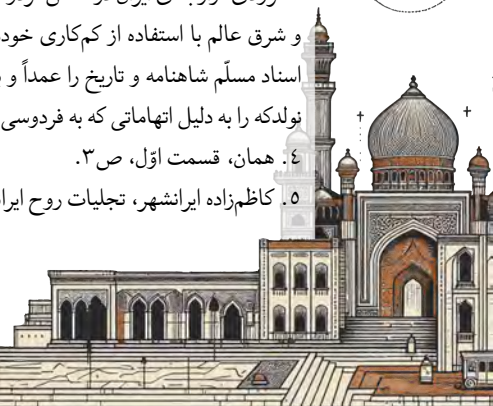 و شرق عالم با استفاده از کم‌کاری خود
اسناد مسلّم شاهنامه و تاریخ را عمداً و
نولدکه را به دلیل اتهاماتی که به فردوسی
٤. همان، قسمت اوّل، ص۳.
٥. کاظم‌زاده ایرانشهر، تجلیات روح ایرا